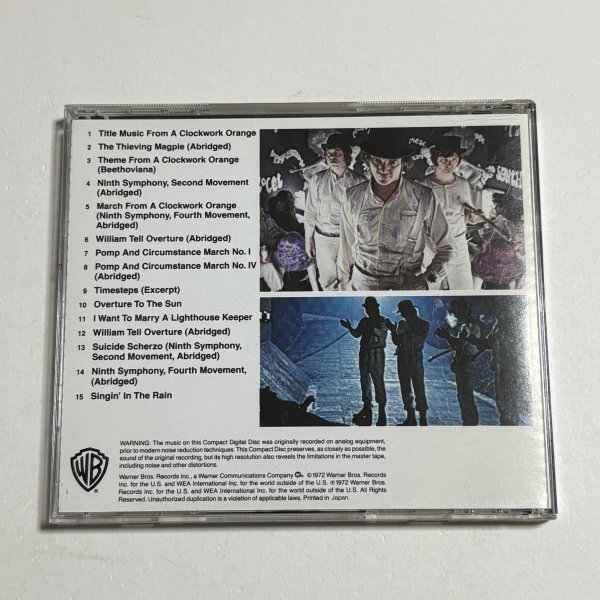 1 Title Music From A Clockwork Orange
2 The Thieving Magpie (Abridged)
3 Theme From A Clockwork Orange
(Beethoviana)
4 Ninth Symphony, Second Movement
(Abridged)
5 March From A Clockwork Orange
(Ninth Symphony, Fourth Movement,
Abridged)
6 William Tell Overture (Abridged)
7 Pomp And Circumstance March No. I
8 Pomp And Circumstance March No. IV
(Abridged)
9 Timesteps (Excerpt)
10 Overture To The Sun
11 I Want To Marry A Lighthouse Keeper
12 William Tell Overture (Abridged)
13 Suicide Scherzo (Ninth Symphony,
Second Movement, Abridged)
14 Ninth Symphony, Fourth Movement,
(Abridged)
15 Singin' In The Rain
WB
WARNING: The music on this Compact Digital Disc was originally recorded on analog equipment,
prior to modern noise reduction techniques. This Compact Disc preserves, as closely as possible, the
sound of the original recording, but its high resolution also reveals the limitations in the master tape,
including noise and other distortions.
Warner Bros. Records Inc., a Warner Communications Company ©1972 Warner Bros. Records
Inc. for the U.S. and WEA International Inc. for the world outside of the U.S. ℗1972 Warner Bros.
Records Inc. for the U.S. and WEA International Inc. for the world outside of the U.S. All Rights
Reserved. Unauthorized duplication is a violation of applicable laws. Printed in Japan.